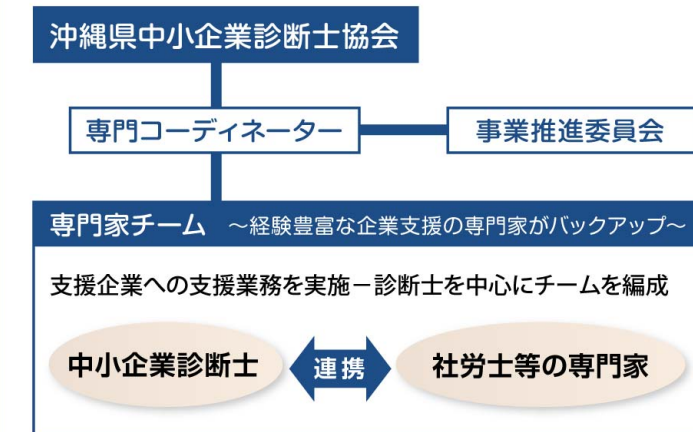 沖縄県中小企業診断士協会
専門コーディネーター
事業推進委員会
専門家チーム ～経験豊富な企業支援の専門家がバックアップ～
支援企業への支援業務を実施－診断士を中心にチームを編成
中小企業診断士
連携
社労士等の専門家